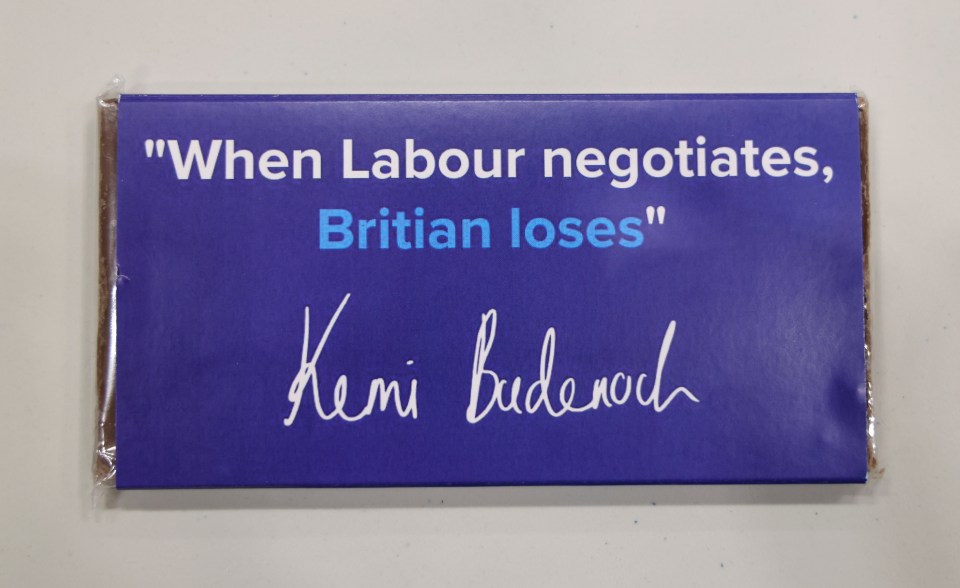 "When Labour negotiates,
Britian loses"
Kemi Badenoch